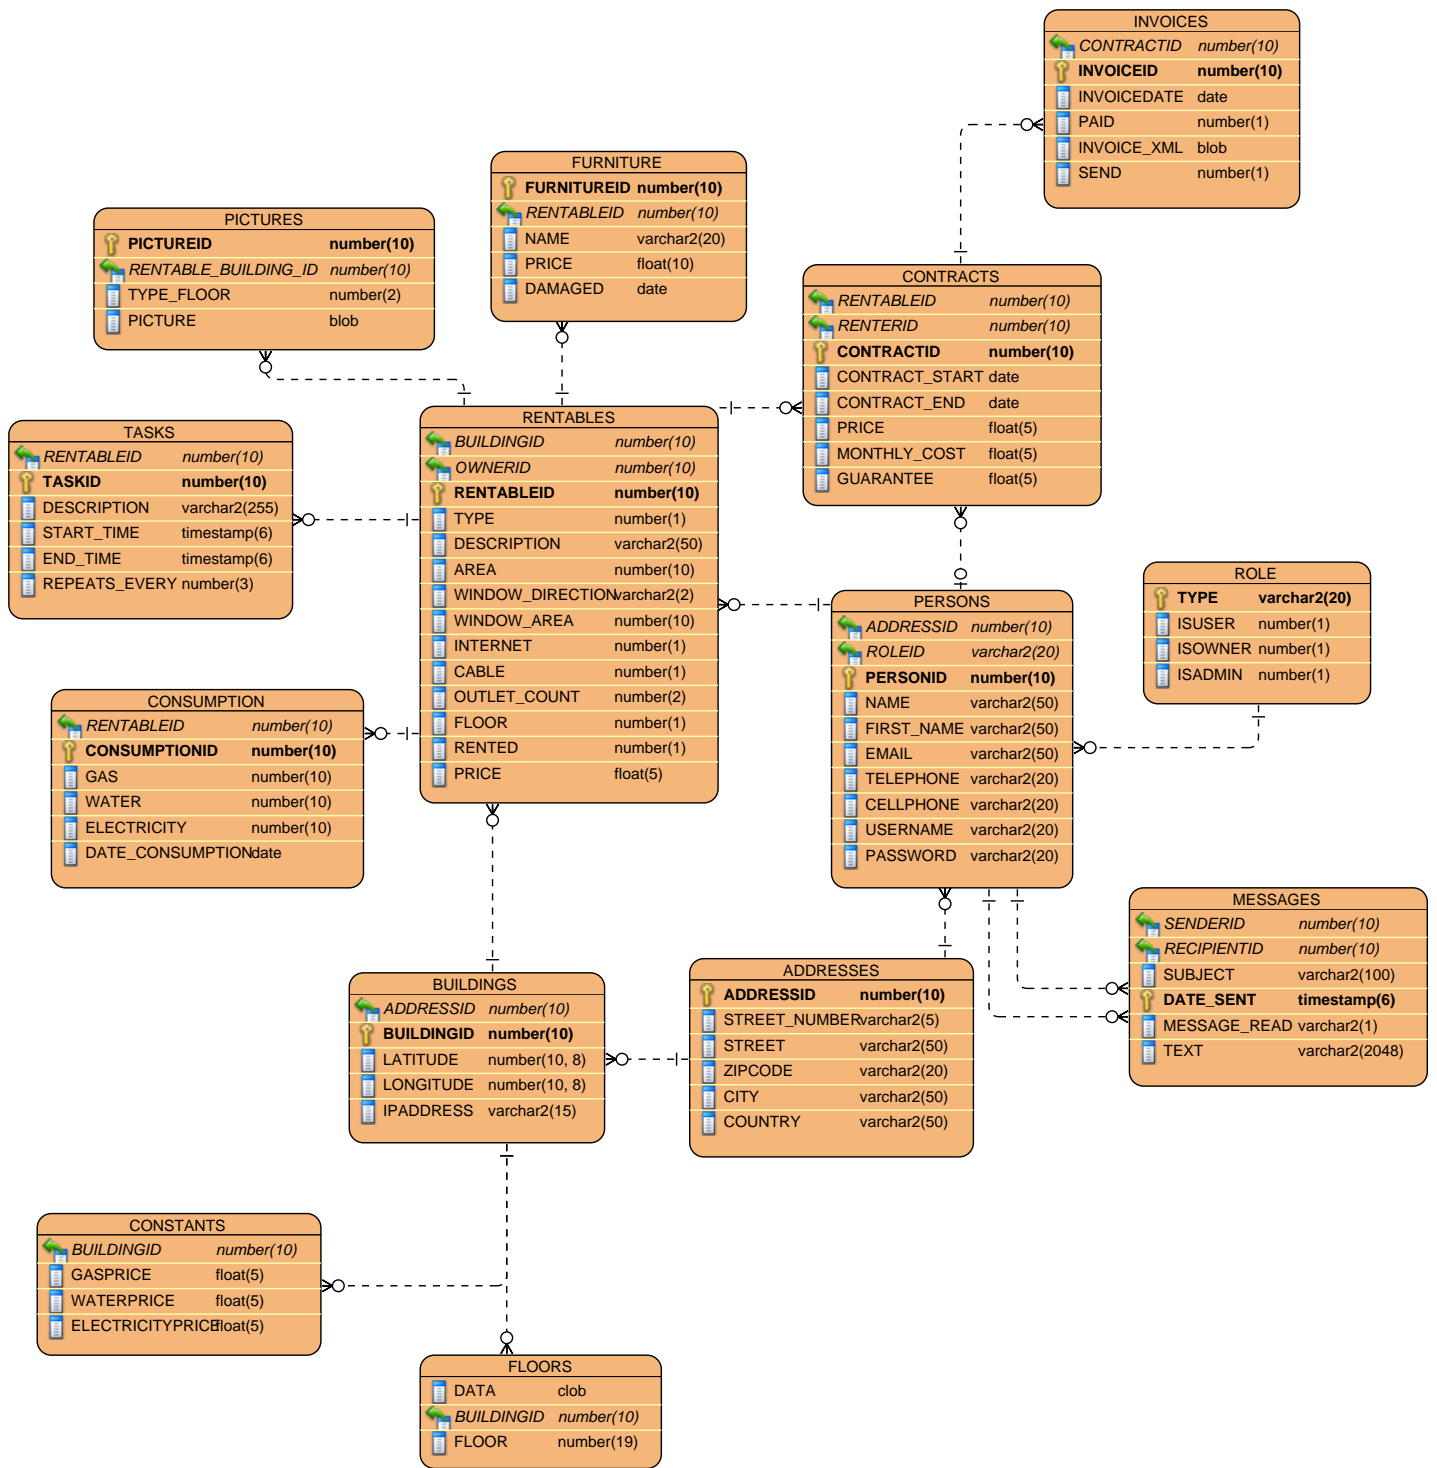 INVOICES
CONTRACTID number(10)
INVOICEID number(10)
INVOICEDATE date
PAID number(1)
INVOICE_XML blob
SEND number(1)
FURNITURE
FURNITUREID number(10)
RENTABLEID number(10)
NAME varchar2(20)
PRICE float(10)
DAMAGED date
PICTURES
PICTUREID number(10)
RENTABLE_BUILDING_ID number(10)
TYPE_FLOOR number(2)
PICTURE blob
CONTRACTS
RENTABLEID number(10)
RENTERID number(10)
CONTRACTID number(10)
CONTRACT_START date
CONTRACT_END date
PRICE float(5)
MONTHLY_COST float(5)
GUARANTEE float(5)
TASKS
RENTABLEID number(10)
TASKID number(10)
DESCRIPTION varchar2(255)
START_TIME timestamp(6)
END_TIME timestamp(6)
REPEATS_EVERY number(3)
RENTABLES
BUILDINGID number(10)
OWNERID number(10)
RENTABLEID number(10)
TYPE number(1)
DESCRIPTION varchar2(50)
AREA number(10)
WINDOW_DIRECTION varchar2(2)
WINDOW_AREA number(10)
INTERNET number(1)
CABLE number(1)
OUTLET_COUNT number(2)
FLOOR number(1)
RENTED number(1)
PRICE float(5)
ROLE
TYPE varchar2(20)
ISUSER number(1)
ISOWNER number(1)
ISADMIN number(1)
PERSONS
ADDRESSID number(10)
ROLEID varchar2(20)
PERSONID number(10)
NAME varchar2(50)
FIRST_NAME varchar2(50)
EMAIL varchar2(50)
TELEPHONE varchar2(20)
CELLPHONE varchar2(20)
USERNAME varchar2(20)
PASSWORD varchar2(20)
CONSUMPTION
RENTABLEID number(10)
CONSUMPTIONID number(10)
GAS number(10)
WATER number(10)
ELECTRICITY number(10)
DATE_CONSUMPTION date
MESSAGES
SENDERID number(10)
RECIPIENTID number(10)
SUBJECT varchar2(100)
DATE_SENT timestamp(6)
MESSAGE_READ varchar2(1)
TEXT varchar2(2048)
BUILDINGS
ADDRESSID number(10)
BUILDINGID number(10)
LATITUDE number(10, 8)
LONGITUDE number(10, 8)
IPADDRESS varchar2(15)
ADDRESSES
ADDRESSID number(10)
STREET_NUMBER varchar2(5)
STREET varchar2(50)
ZIPCODE varchar2(20)
CITY varchar2(50)
COUNTRY varchar2(50)
CONSTANTS
BUILDINGID number(10)
GASPRICE float(5)
WATERPRICE float(5)
ELECTRICITYPRICE float(5)
FLOORS
DATA clob
BUILDINGID number(10)
FLOOR number(19)